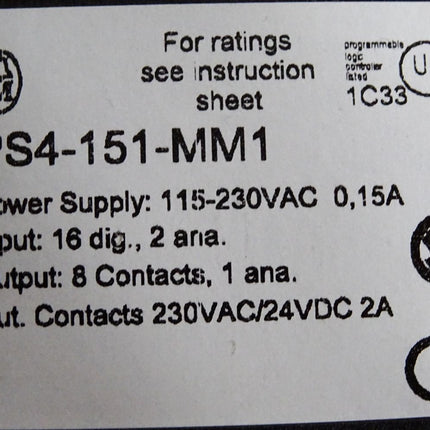 For ratings
see instruction
sheet
programmable
logic
controller
listed
1C33
PS4-151-MM1
ower Supply: 115-230VAC 0,15A
put: 16 dig., 2 ana.
utput: 8 Contacts, 1 ana.
ut. Contacts 230VAC/24VDC 2A